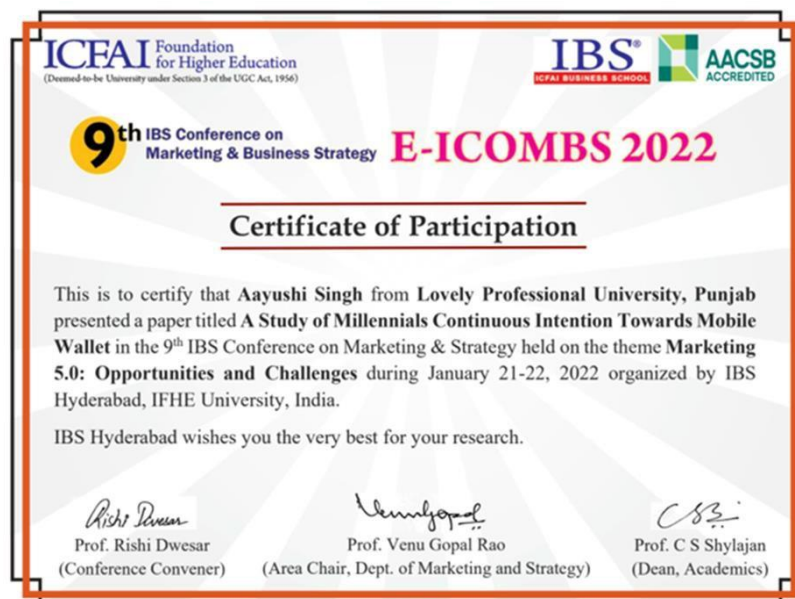 ICFAI Foundation for Higher Education
(Deemed-to-be University under Section 3 of the UGC Act, 1956)
IBS®
ICFAI BUSINESS SCHOOL
AACSB
ACCREDITED
9th IBS Conference on
Marketing & Business Strategy
E-ICOMBS 2022
Certificate of Participation
This is to certify that Aayushi Singh from Lovely Professional University, Punjab
presented a paper titled A Study of Millennials Continuous Intention Towards Mobile
Wallet in the 9th IBS Conference on Marketing & Strategy held on the theme Marketing
5.0: Opportunities and Challenges during January 21-22, 2022 organized by IBS
Hyderabad, IFHE University, India.
IBS Hyderabad wishes you the very best for your research.
Rishi Dwesar
Venugopal
Prof. Rishi Dwesar
(Conference Convener)
Prof. Venu Gopal Rao
(Area Chair, Dept. of Marketing and Strategy)
Prof. C S Shylajan
(Dean, Academics)